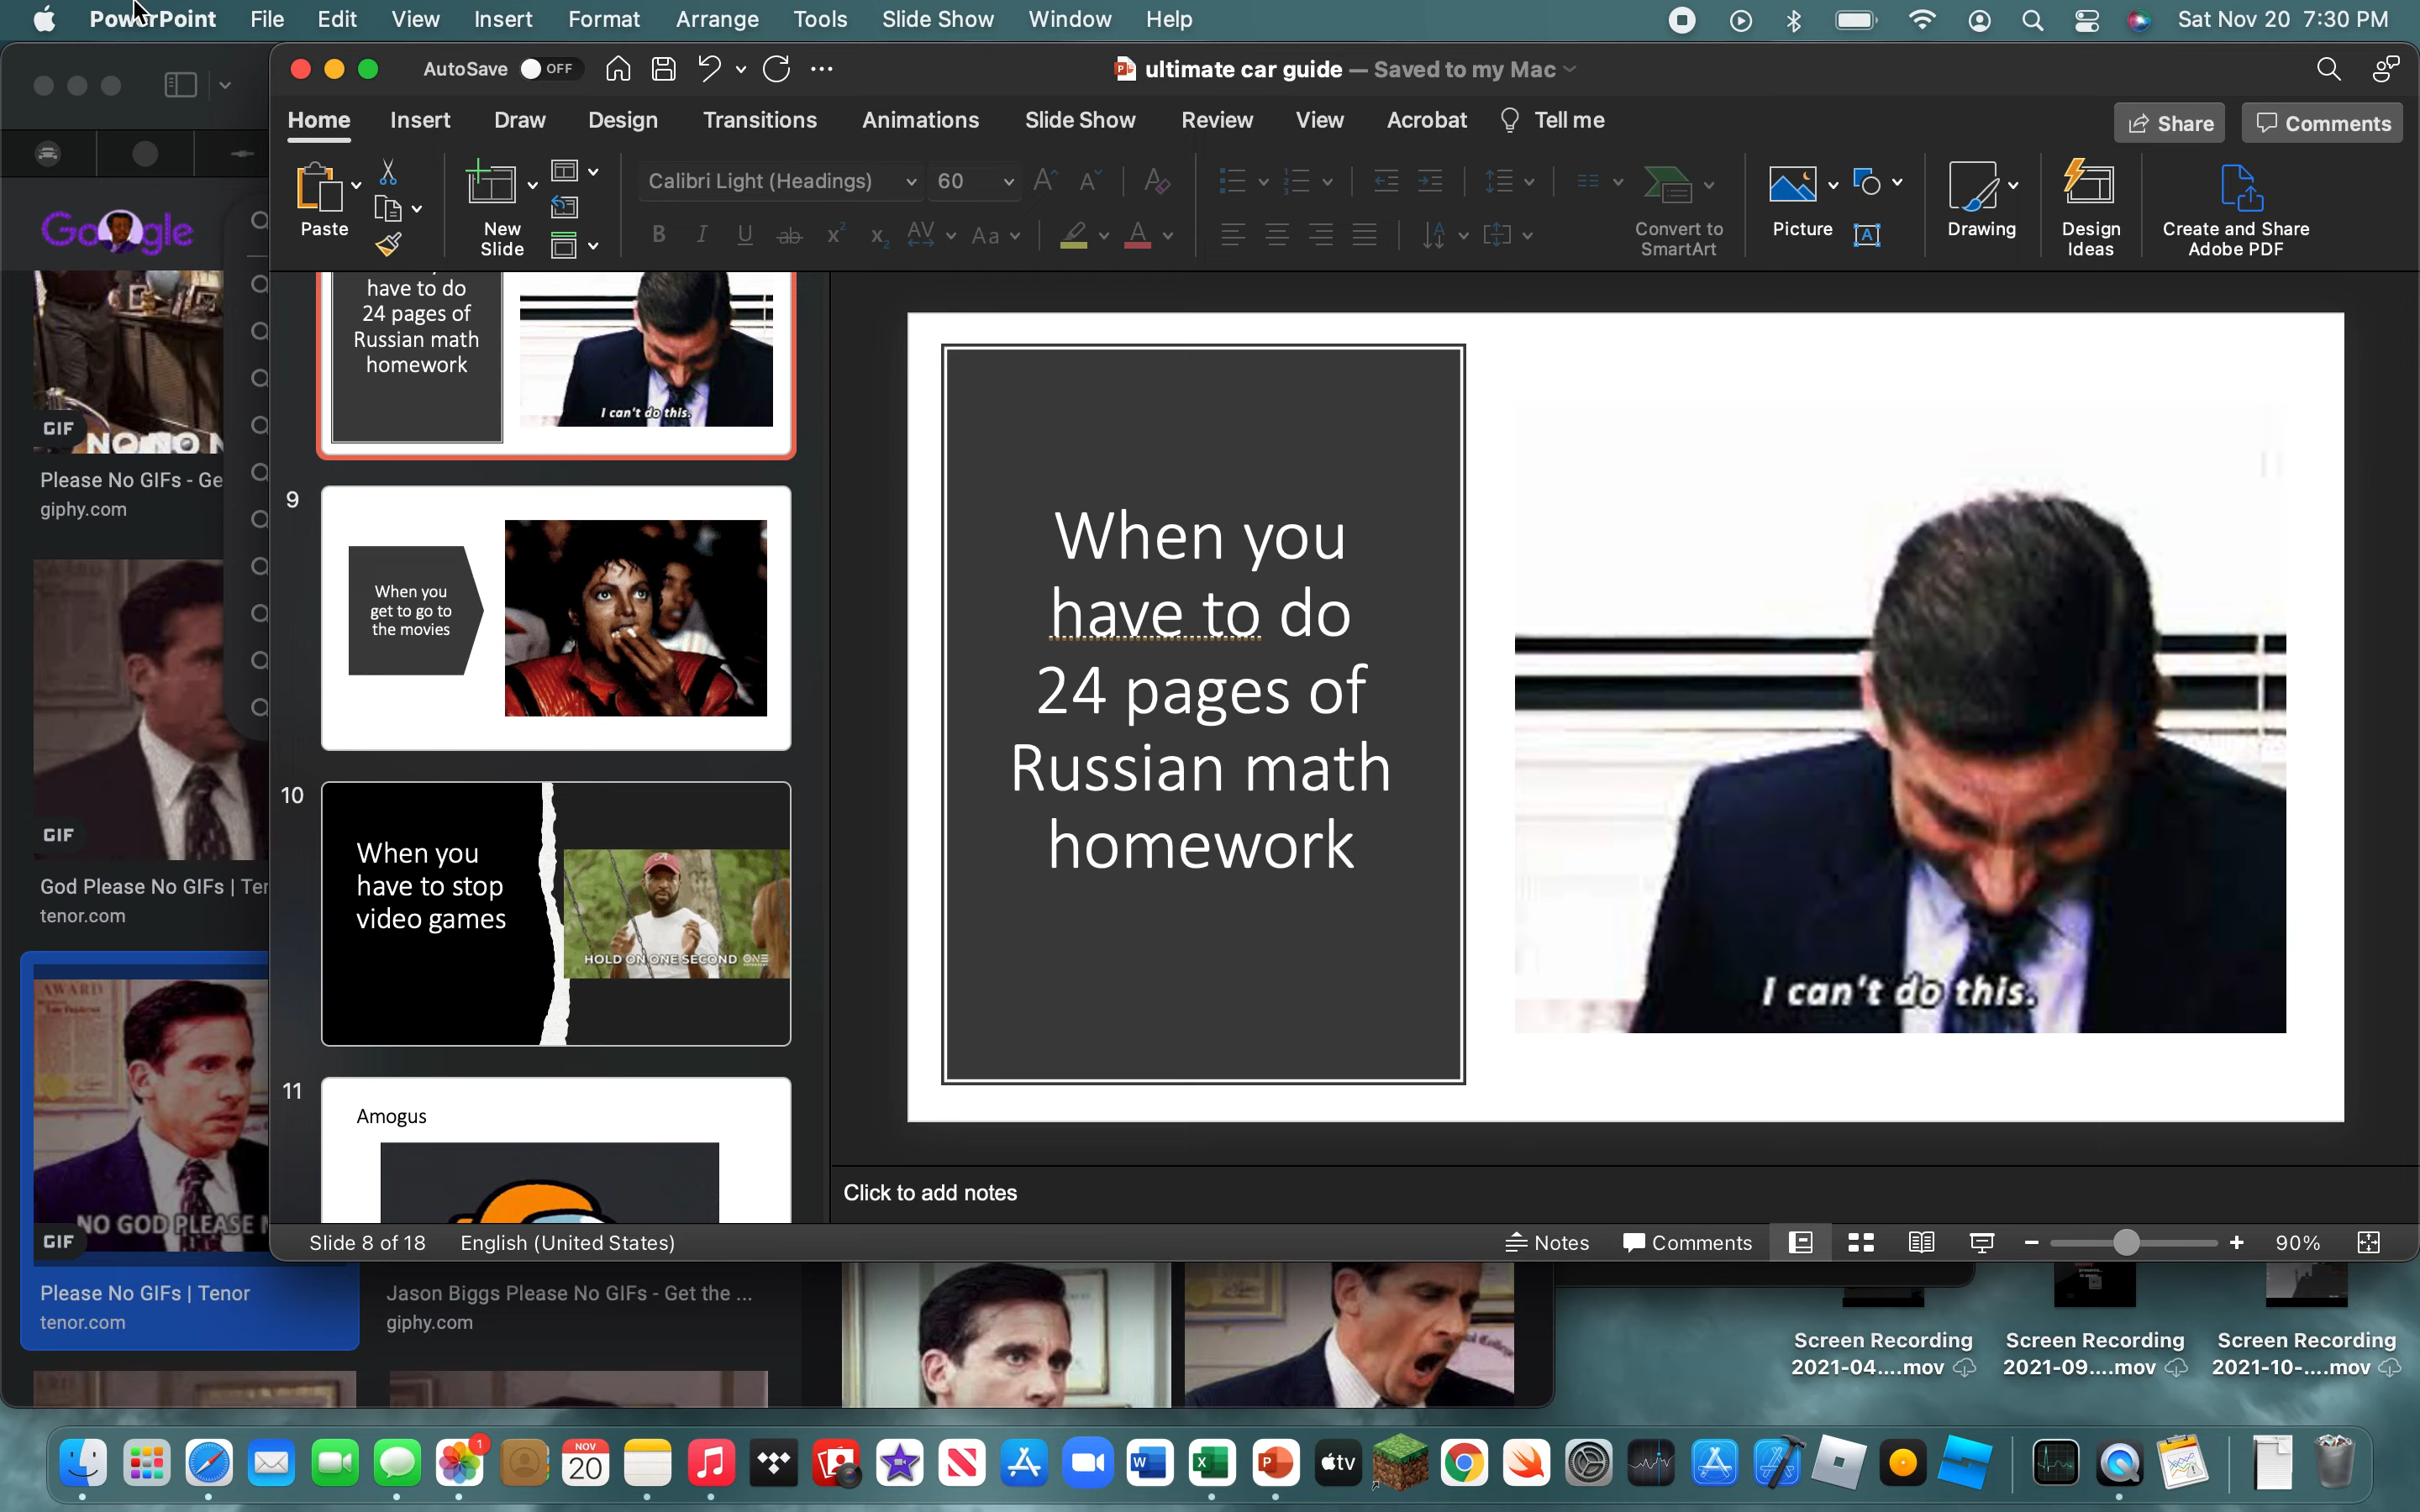 PowerPoint File Edit View Insert Format Arrange Tools Slide Show Window Help Sat Nov 20 7:30 PM
AutoSave OFF ultimate car guide — Saved to my Mac
Home Insert Draw Design Transitions Animations Slide Show Review View Acrobat Tell me Share Comments
Paste
New
Slide
Calibri Light (Headings) 60
Convert to
SmartArt
Picture
Drawing
Design
Ideas
Create and Share
Adobe PDF
Google
GIF
NO NO N
Please No GIFs - Ge
giphy.com
GIF
God Please No GIFs | Ter
tenor.com
AWARD
NO GOD PLEASE N
GIF
Please No GIFs | Tenor
tenor.com
Jason Biggs Please No GIFs - Get the ...
giphy.com
have to do
24 pages of
Russian math
homework
I can't do this.
9
When you
get to go to
the movies
10
When you
have to stop
video games
HOLD ON ONE SECOND ONE
11
Amogus
When you
have to do
24 pages of
Russian math
homework
I can't do this.
Click to add notes
Slide 8 of 18 English (United States) Notes Comments 90%
Screen Recording
2021-04....mov
Screen Recording
2021-09....mov
Screen Recording
2021-10-....mov
1
NOV
20
W
X
P
tv